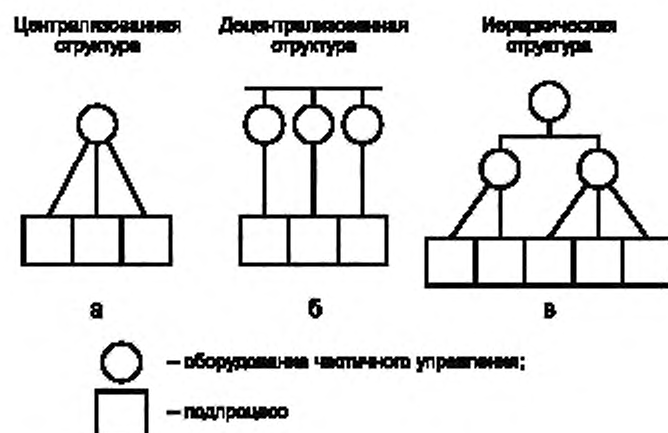 Централизованная
структура
Децентрализованная
структура
Иерархическая
структура
а
б
в
– оборудование частичного управления;
– подпроцесс